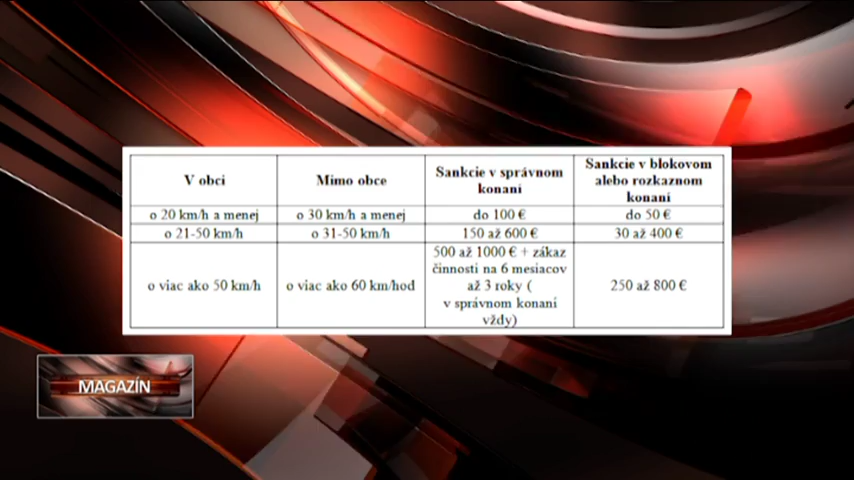 V obci
Mimo obce
Sankcie v správnom
konaní
Sankcie v blokovom
alebo rozkaznom
konaní
o 20 km/h a menej
o 30 km/h a menej
do 100 €
do 50 €
o 21-50 km/h
o 31-50 km/h
150 až 600 €
30 až 400 €
o viac ako 50 km/h
o viac ako 60 km/hod
500 až 1000 € + zákaz
činnosti na 6 mesiacov
až 3 roky (
v správnom konaní
vždy)
250 až 800 €
MAGAZÍN